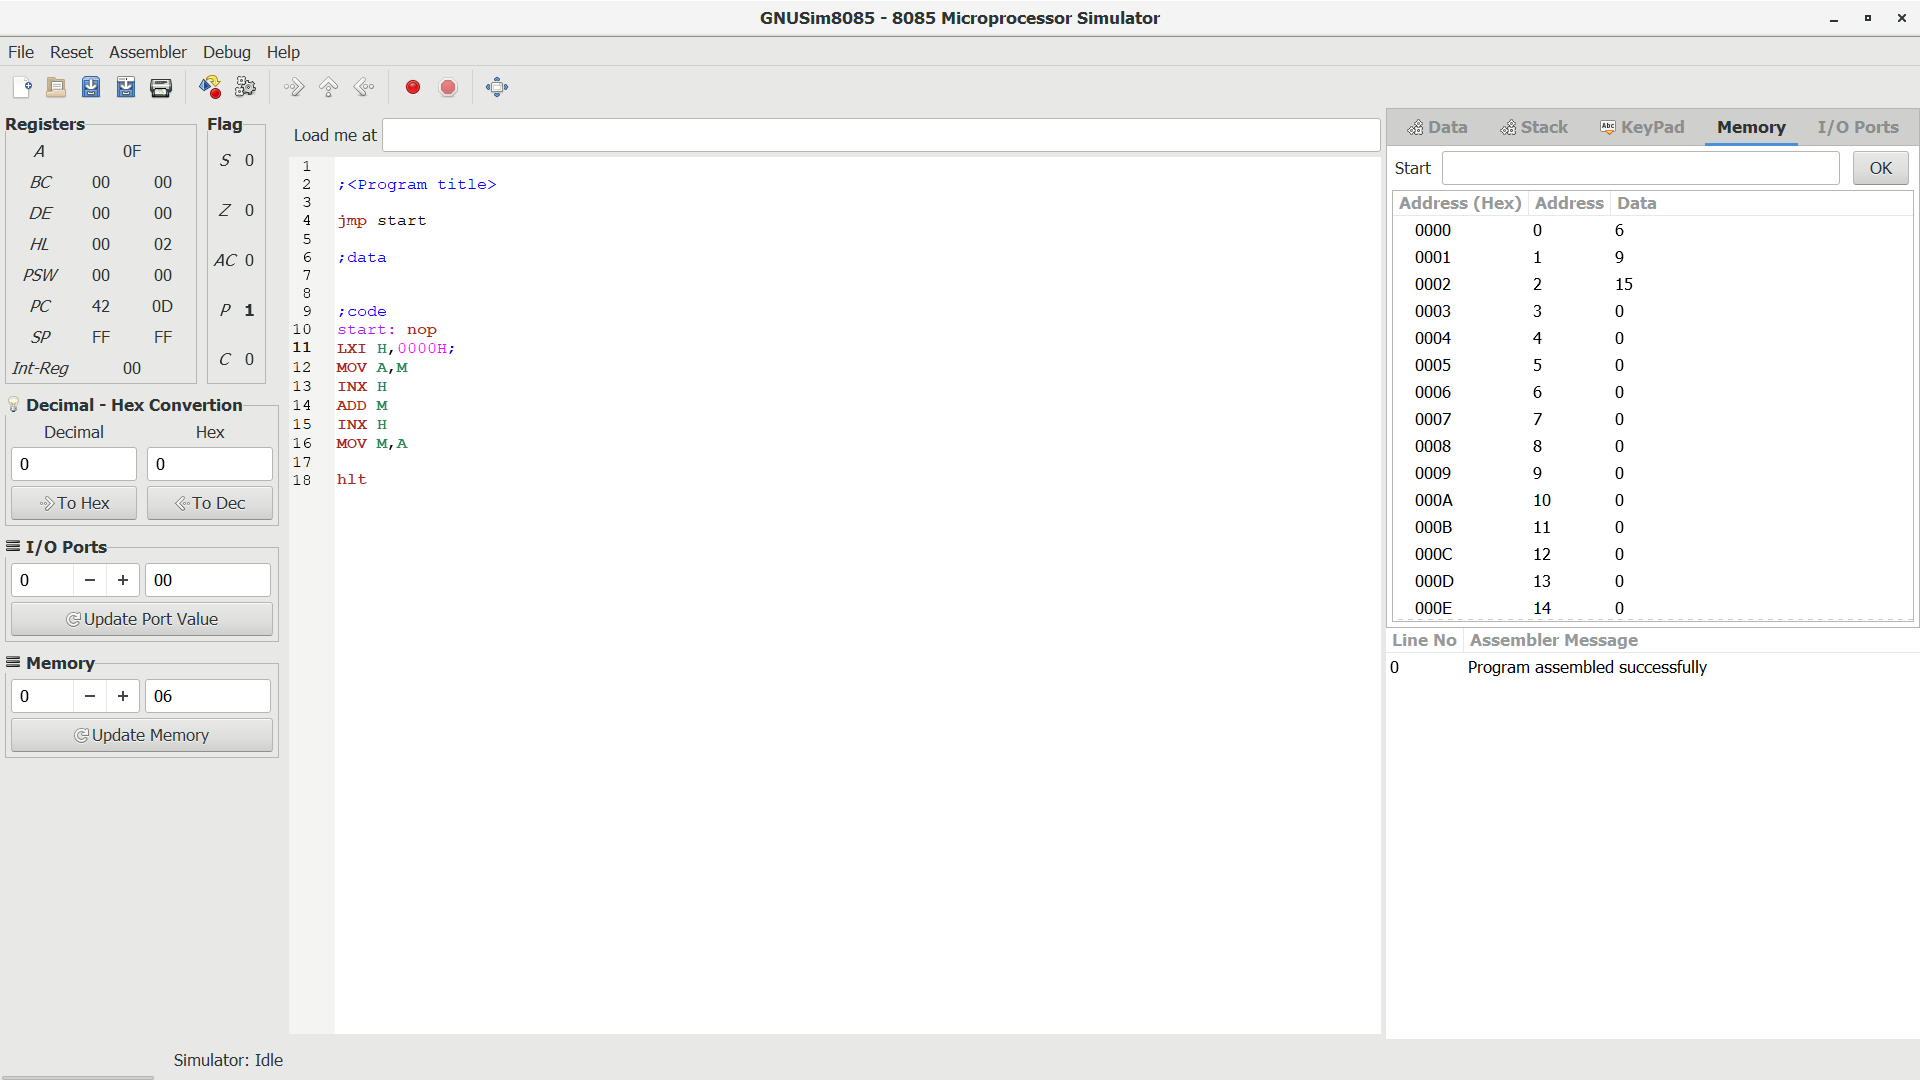 GNUSim8085 - 8085 Microprocessor Simulator
File Reset Assembler Debug Help
Registers
A 0F
BC 00 00
DE 00 00
HL 00 02
PSW 00 00
PC 42 0D
SP FF FF
Int-Reg 00
Flag
S 0
Z 0
AC 0
P 1
C 0
Decimal - Hex Convertion
Decimal Hex
0 0
To Hex To Dec
I/O Ports
0 − + 00
Update Port Value
Memory
0 − + 06
Update Memory
Load me at
1
2 ;<Program title>
3
4 jmp start
5
6 ;data
7
8
9 ;code
10 start: nop
11 LXI H,0000H;
12 MOV A,M
13 INX H
14 ADD M
15 INX H
16 MOV M,A
17
18 hlt
Data Stack Abc KeyPad Memory I/O Ports
Start OK
Address (Hex) Address Data
0000 0 6
0001 1 9
0002 2 15
0003 3 0
0004 4 0
0005 5 0
0006 6 0
0007 7 0
0008 8 0
0009 9 0
000A 10 0
000B 11 0
000C 12 0
000D 13 0
000E 14 0
Line No Assembler Message
0 Program assembled successfully
Simulator: Idle